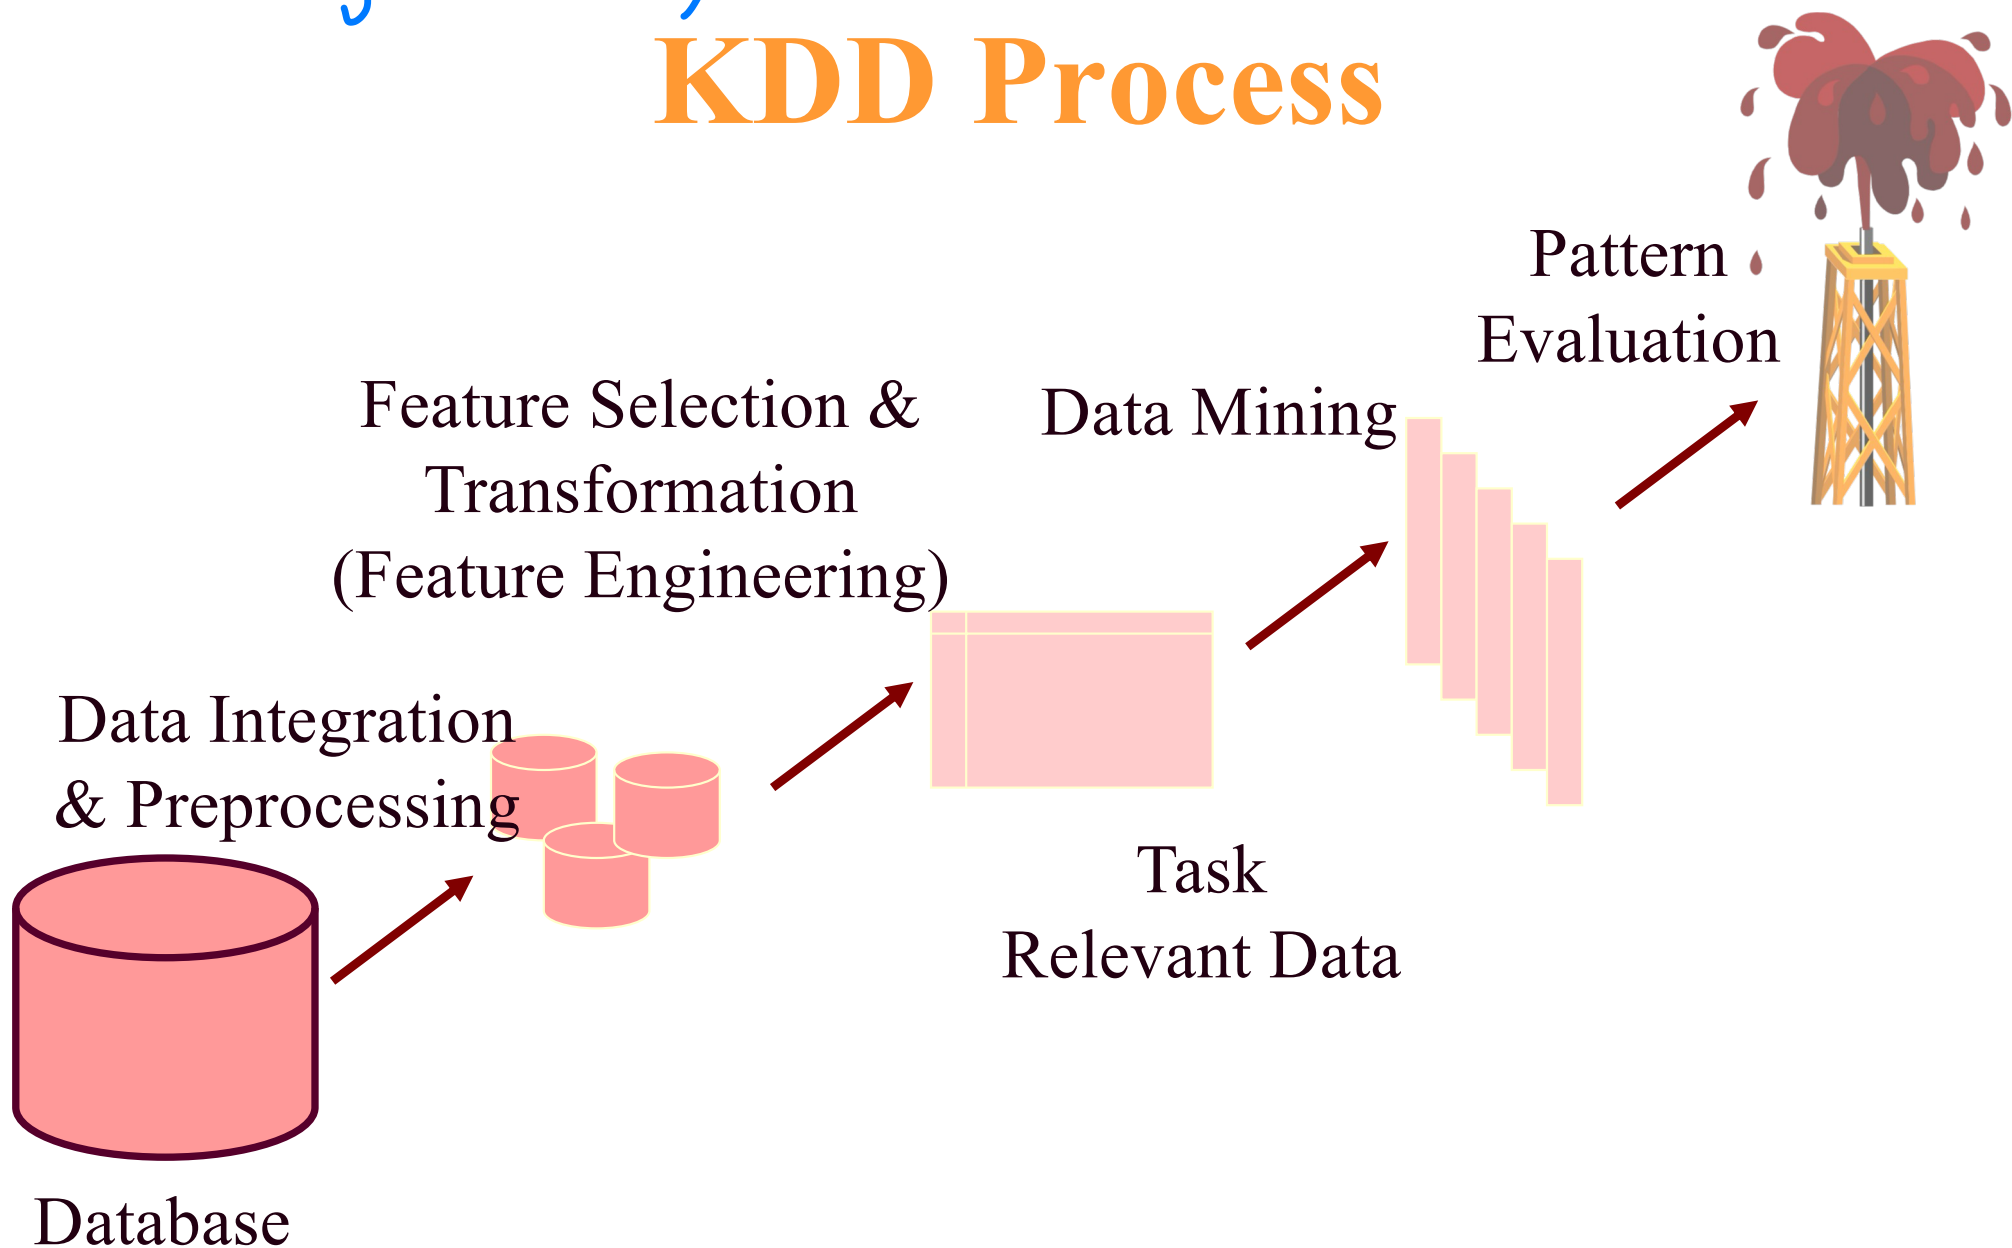 KDD Process
Pattern
Evaluation
Data Mining
Feature Selection &
Transformation
(Feature Engineering)
Data Integration
& Preprocessing
Task
Relevant Data
Database